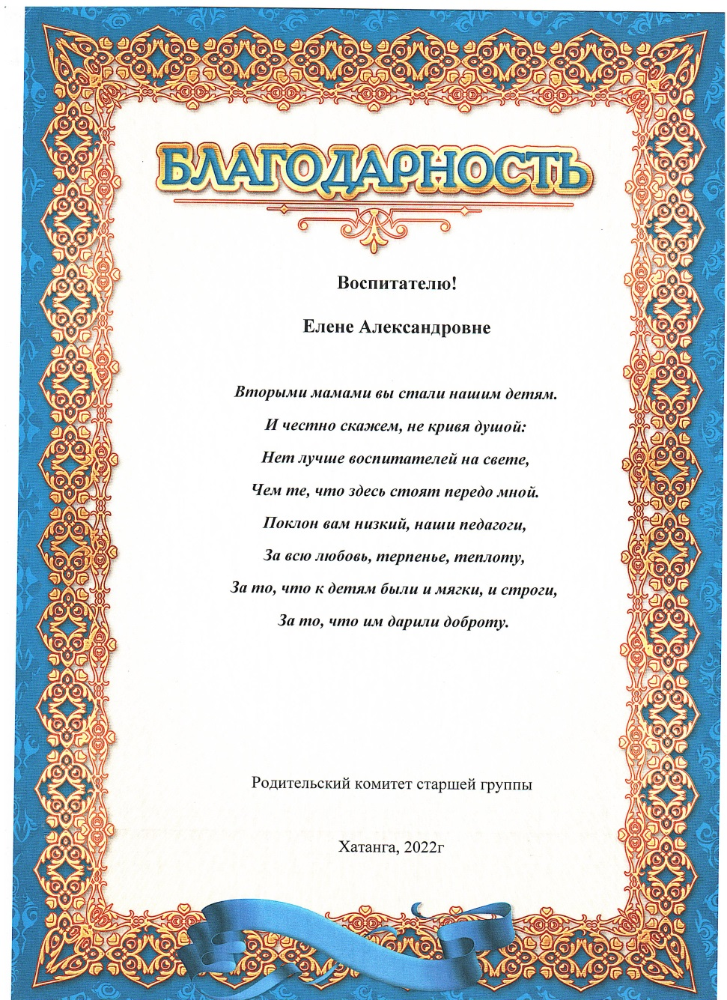 БЛАГОДАРНОСТЬ
Воспитателю!
Елене Александровне
Вторыми мамами вы стали нашим детям.
И честно скажем, не кривя душой:
Нет лучше воспитателей на свете,
Чем те, что здесь стоят передо мной.
Поклон вам низкий, наши педагоги,
За всю любовь, терпенье, теплоту,
За то, что к детям были и мягки, и строги,
За то, что им дарили доброту.
Родительский комитет старшей группы
Хатанга, 2022г